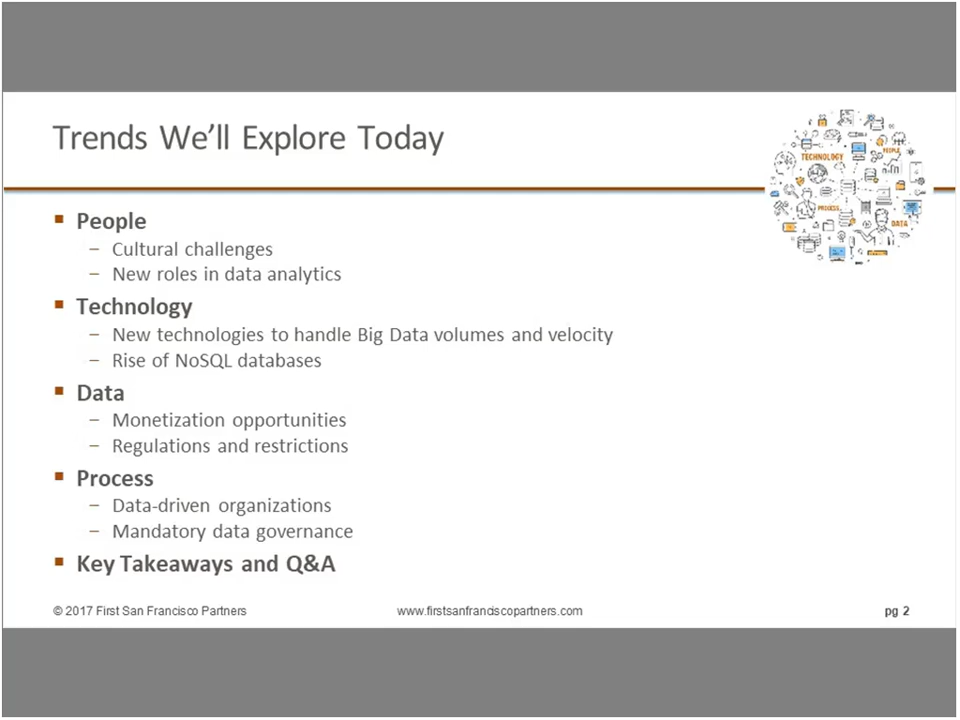 Trends We'll Explore Today
TECHNOLOGY
PEOPLE
PROCESS
DATA
▪ People
– Cultural challenges
– New roles in data analytics
▪ Technology
– New technologies to handle Big Data volumes and velocity
– Rise of NoSQL databases
▪ Data
– Monetization opportunities
– Regulations and restrictions
▪ Process
– Data-driven organizations
– Mandatory data governance
▪ Key Takeaways and Q&A
© 2017 First San Francisco Partners
www.firstsanfranciscopartners.com
pg 2